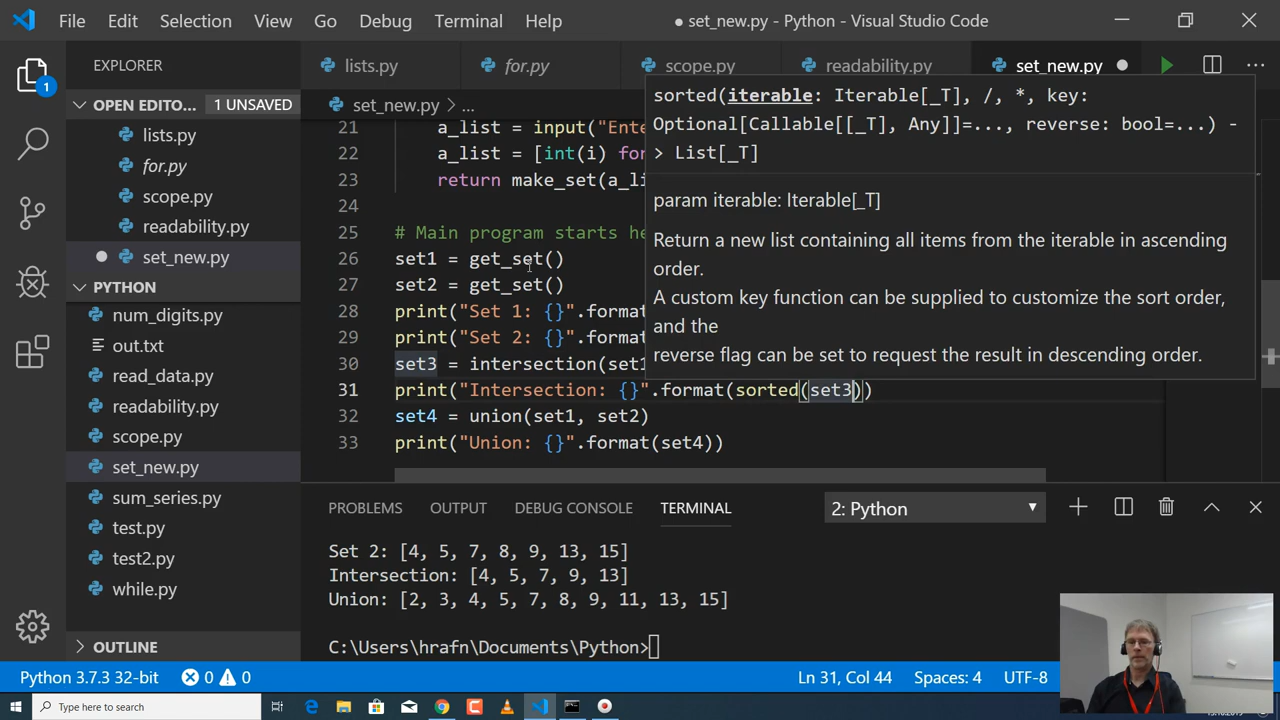 File Edit Selection View Go Debug Terminal Help ● set_new.py - Python - Visual Studio Code
EXPLORER
lists.py for.py scope.py readability.py set_new.py
OPEN EDITO... 1 UNSAVED
lists.py
for.py
scope.py
readability.py
set_new.py
PYTHON
num_digits.py
out.txt
read_data.py
readability.py
scope.py
set_new.py
sum_series.py
test.py
test2.py
while.py
OUTLINE
1
set_new.py > ...
21 a_list = input("Ente
22 a_list = [int(i) for
23 return make_set(a_li
24
25 # Main program starts he
26 set1 = get_set()
27 set2 = get_set()
28 print("Set 1: {}".format
29 print("Set 2: {}".format
30 set3 = intersection(set1
31 print("Intersection: {}".format(sorted(set3))
32 set4 = union(set1, set2)
33 print("Union: {}".format(set4))
sorted(iterable: Iterable[_T], /, *, key:
Optional[Callable[[_T], Any]]=..., reverse: bool=...) -
> List[_T]
param iterable: Iterable[_T]
Return a new list containing all items from the iterable in ascending
order.
A custom key function can be supplied to customize the sort order,
and the
reverse flag can be set to request the result in descending order.
PROBLEMS OUTPUT DEBUG CONSOLE TERMINAL 2: Python
Set 2: [4, 5, 7, 8, 9, 13, 15]
Intersection: [4, 5, 7, 9, 13]
Union: [2, 3, 4, 5, 7, 8, 9, 11, 13, 15]
C:\Users\hrafn\Documents\Python>
Python 3.7.3 32-bit 0 0 Ln 31, Col 44 Spaces: 4 UTF-8
Type here to search